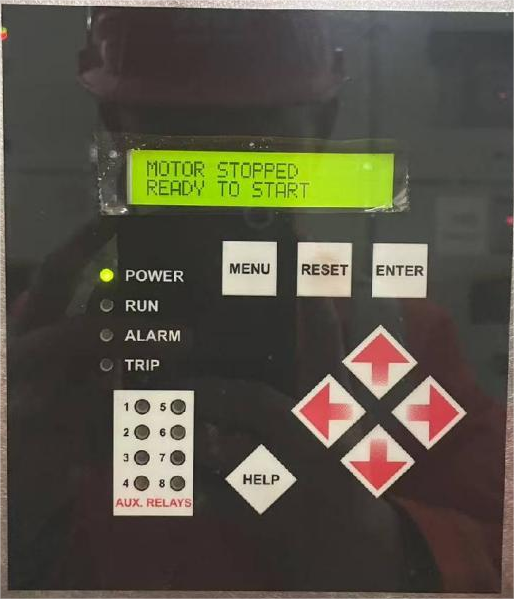 MOTOR STOPPED
READY TO START
MENU RESET ENTER
POWER
RUN
ALARM
TRIP
1 5
2 6
3 7
4 8
AUX. RELAYS
HELP